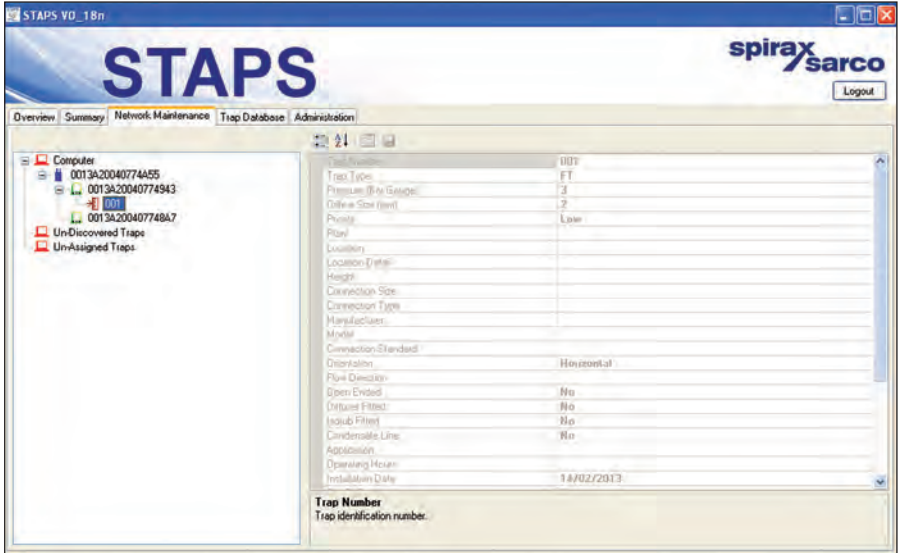 STAPS V0_18n
STAPS
spirax sarco
Logout
Overview Summary Network Maintenance Trap Database Administration
Computer
0013A20040774A55
0013A20040774943
001
0013A200407748A7
Un-Discovered Traps
Un-Assigned Traps
Trap Number 001
Trap Type FT
Pressure (Bar Gauge) 3
Orifice Size (mm) 2
Priority Low
Plant
Location
Location Detail
Height
Connection Size
Connection Type
Manufacturer
Model
Connection Standard
Orientation Horizontal
Flow Direction
Open Ended No
Diffuser Fitted No
Isolub Fitted No
Condensate Line No
Application
Operating Hours
Installation Date 14/02/2013
Trap Number
Trap identification number.